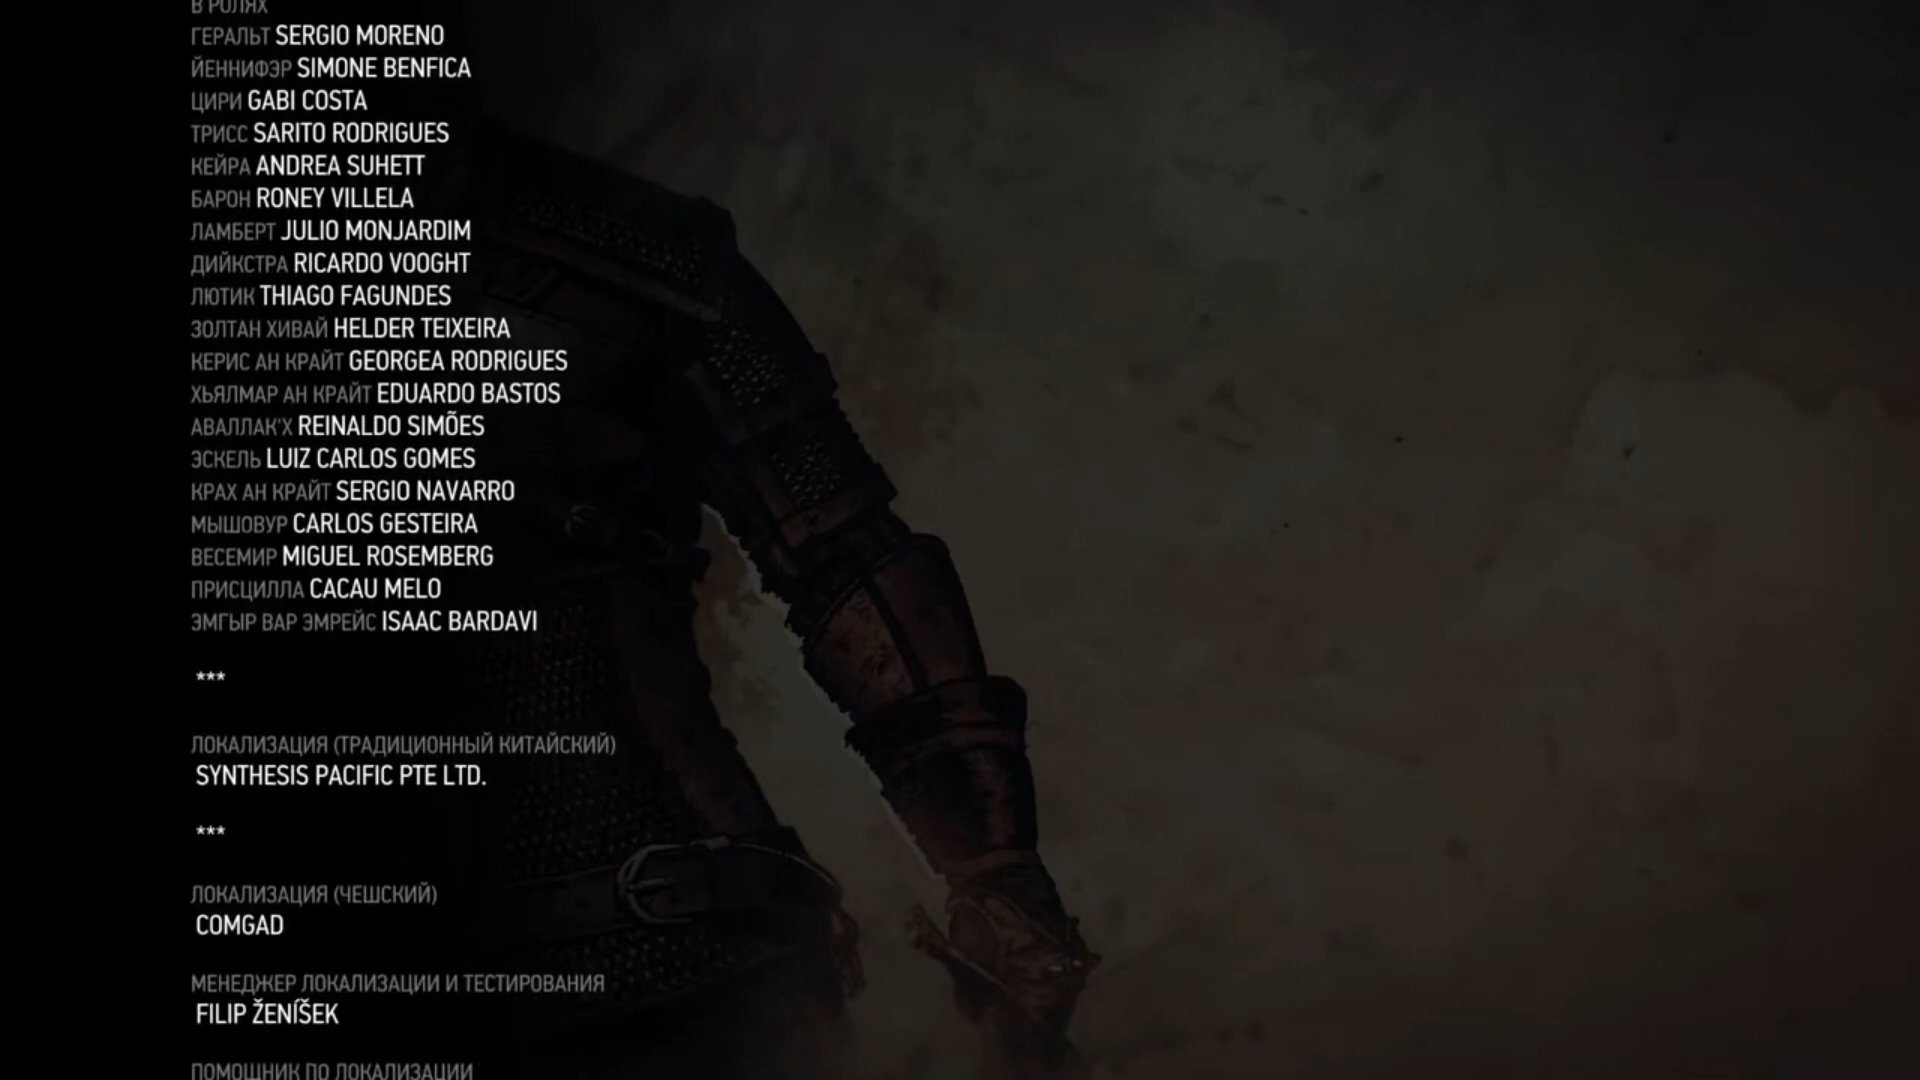 В РОЛЯХ
ГЕРАЛЬТ SERGIO MORENO
ЙЕННИФЭР SIMONE BENFICA
ЦИРИ GABI COSTA
ТРИСС SARITO RODRIGUES
КЕЙРА ANDREA SUHETT
БАРОН RONEY VILLELA
ЛАМБЕРТ JULIO MONJARDIM
ДИЙКСТРА RICARDO VOOGHT
ЛЮТИК THIAGO FAGUNDES
ЗОЛТАН ХИВАЙ HELDER TEIXEIRA
КЕРИС АН КРАЙТ GEORGEA RODRIGUES
ХЬЯЛМАР АН КРАЙТ EDUARDO BASTOS
АВАЛЛАК'Х REINALDO SIMÕES
ЭСКЕЛЬ LUIZ CARLOS GOMES
КРАХ АН КРАЙТ SERGIO NAVARRO
МЫШОВУР CARLOS GESTEIRA
ВЕСЕМИР MIGUEL ROSEMBERG
ПРИСЦИЛЛА CACAU MELO
ЭМГЫР ВАР ЭМРЕЙС ISAAC BARDAVI
***
ЛОКАЛИЗАЦИЯ (ТРАДИЦИОННЫЙ КИТАЙСКИЙ)
SYNTHESIS PACIFIC PTE LTD.
***
ЛОКАЛИЗАЦИЯ (ЧЕШСКИЙ)
COMGAD
МЕНЕДЖЕР ЛОКАЛИЗАЦИИ И ТЕСТИРОВАНИЯ
FILIP ŽENÍŠEK
ПОМОЩНИК ПО ЛОКАЛИЗАЦИИ